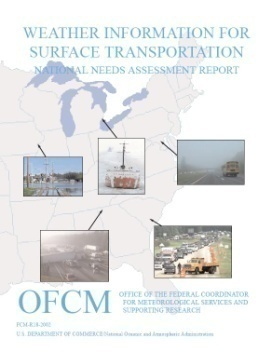 WEATHER INFORMATION FOR
SURFACE TRANSPORTATION
NATIONAL NEEDS ASSESSMENT REPORT
OFCM
OFFICE OF THE FEDERAL COORDINATOR
FOR METEOROLOGICAL SERVICES AND
SUPPORTING RESEARCH
FCM-R18-2002
U.S. DEPARTMENT OF COMMERCE/National Oceanic and Atmospheric Administration